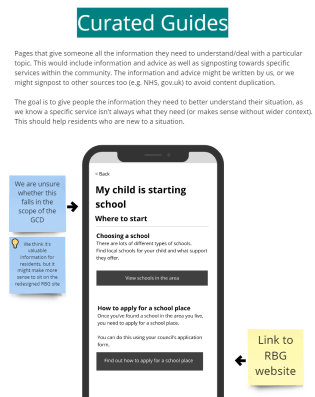 Curated Guides
Pages that give someone all the information they need to understand/deal with a particular
topic. This would include information and advice as well as signposting towards specific
services within the community. The information and advice might be written by us, or we
might signpost to other sources too (e.g. NHS, gov.uk) to avoid content duplication.
The goal is to give people the information they need to better understand their situation, as
we know a specific service isn't always what they need (or makes sense without wider context).
This should help residents who are new to a situation.
We are unsure
whether this
falls in the
scope of the
GCD
We think it's
valuable
information for
residents, but it
might make more
sense to sit on the
redesigned RBG site
< Back
My child is starting
school
Where to start
Choosing a school
There are lots of different types of schools.
Find local schools for your child and what support
they offer.
View schools in the area
How to apply for a school place
Once you've found a school in the area you live,
you need to apply for a school place.
You can do this using your council's application
form.
Find out how to apply for a school place
Link to
RBG
website